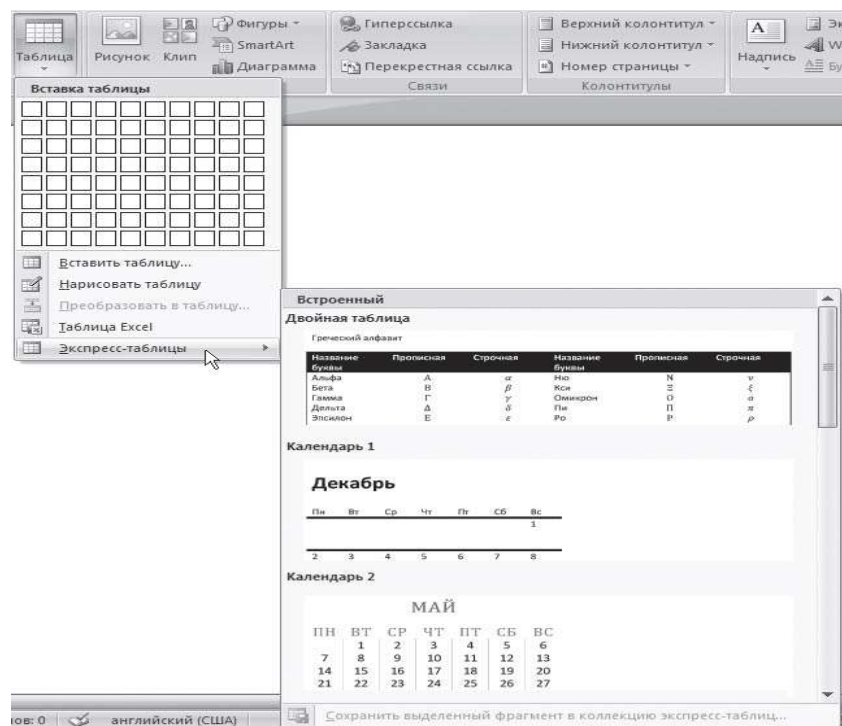 Таблица
Рисунок Клип
Фигуры
SmartArt
Диаграмма
Гиперссылка
Закладка
Перекрестная ссылка
Связи
Верхний колонтитул
Нижний колонтитул
Номер страницы
Колонтитулы
A
Надпись
Вставка таблицы
Вставить таблицу...
Нарисовать таблицу
Преобразовать в таблицу...
Таблица Excel
Экспресс-таблицы
Встроенный
Двойная таблица
Греческий алфавит
Название Прописная Строчная Название Прописная Строчная
буквы буквы
Альфа Α α Ню Ν ν
Бета Β β Кси Ξ ξ
Гамма Γ γ Омикрон Ο ο
Дельта Δ δ Пи Π π
Эпсилон Ε ε Ро Ρ ρ
Календарь 1
Декабрь
Пн Вт Ср Чт Пт Сб Вс
1
2 3 4 5 6 7 8
Календарь 2
МАЙ
ПН ВТ СР ЧТ ПТ СБ ВС
1 2 3 4 5 6
7 8 9 10 11 12 13
14 15 16 17 18 19 20
21 22 23 24 25 26 27
Сохранить выделенный фрагмент в коллекцию экспресс-таблиц...
ов: 0 английский (США)